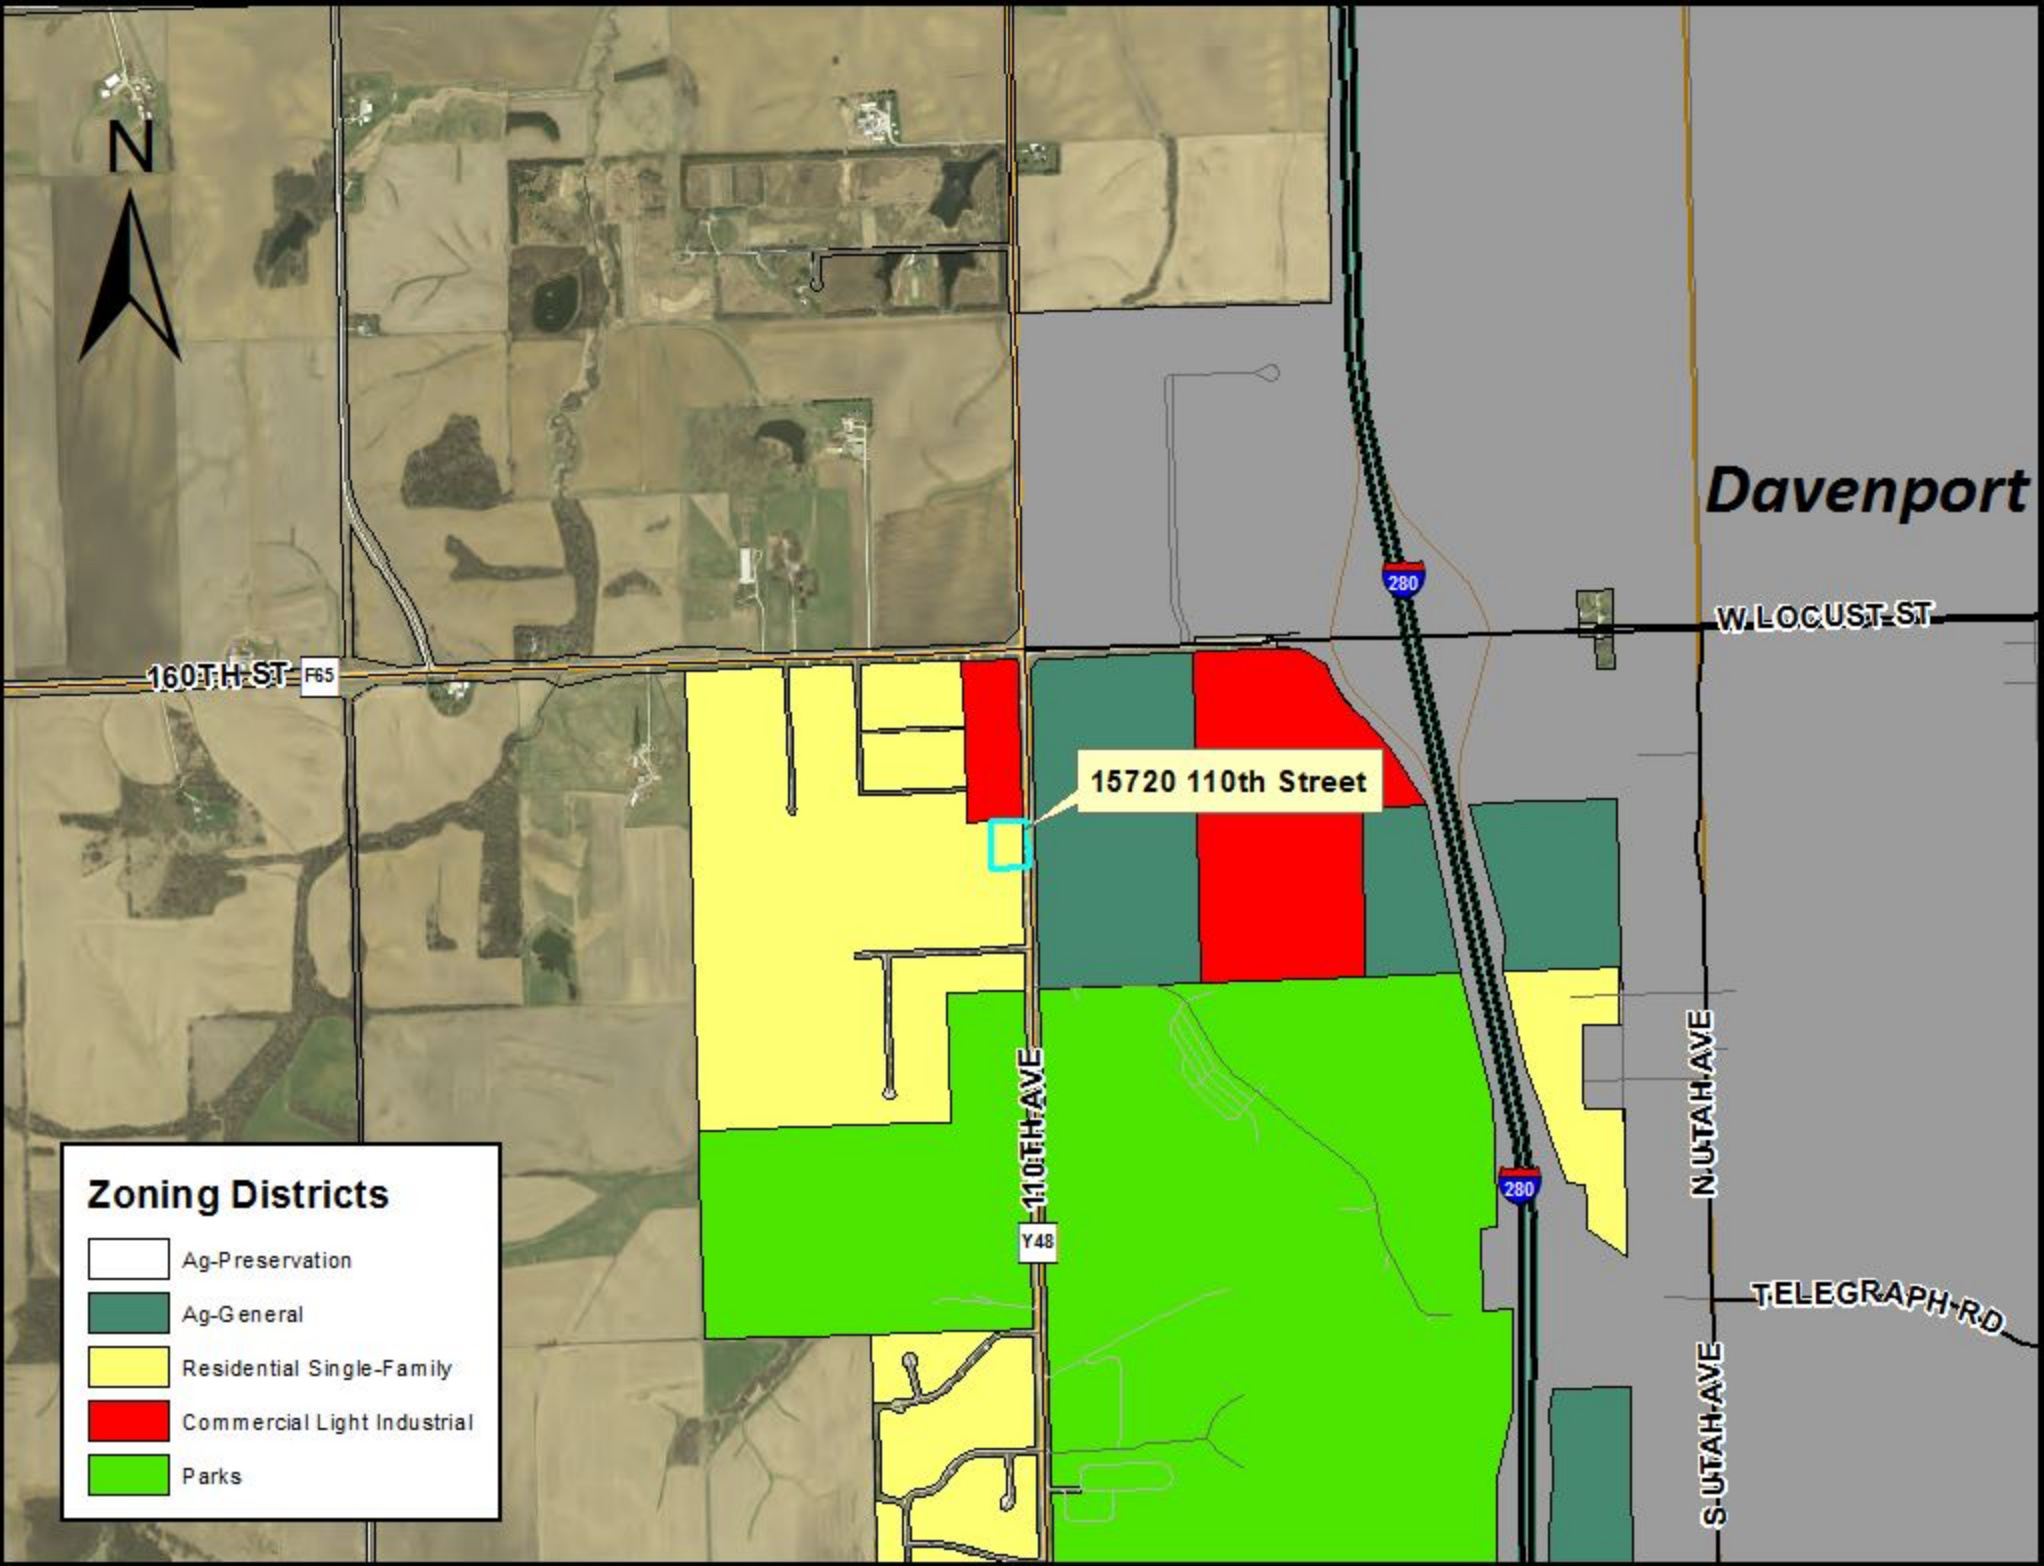 N
Davenport
280
W LOCUST ST
160TH ST
F65
15720 110th Street
110TH AVE
N UTAH AVE
280
Y48
TELEGRAPH RD
S UTAH AVE
Zoning Districts
Ag-Preservation
Ag-General
Residential Single-Family
Commercial Light Industrial
Parks